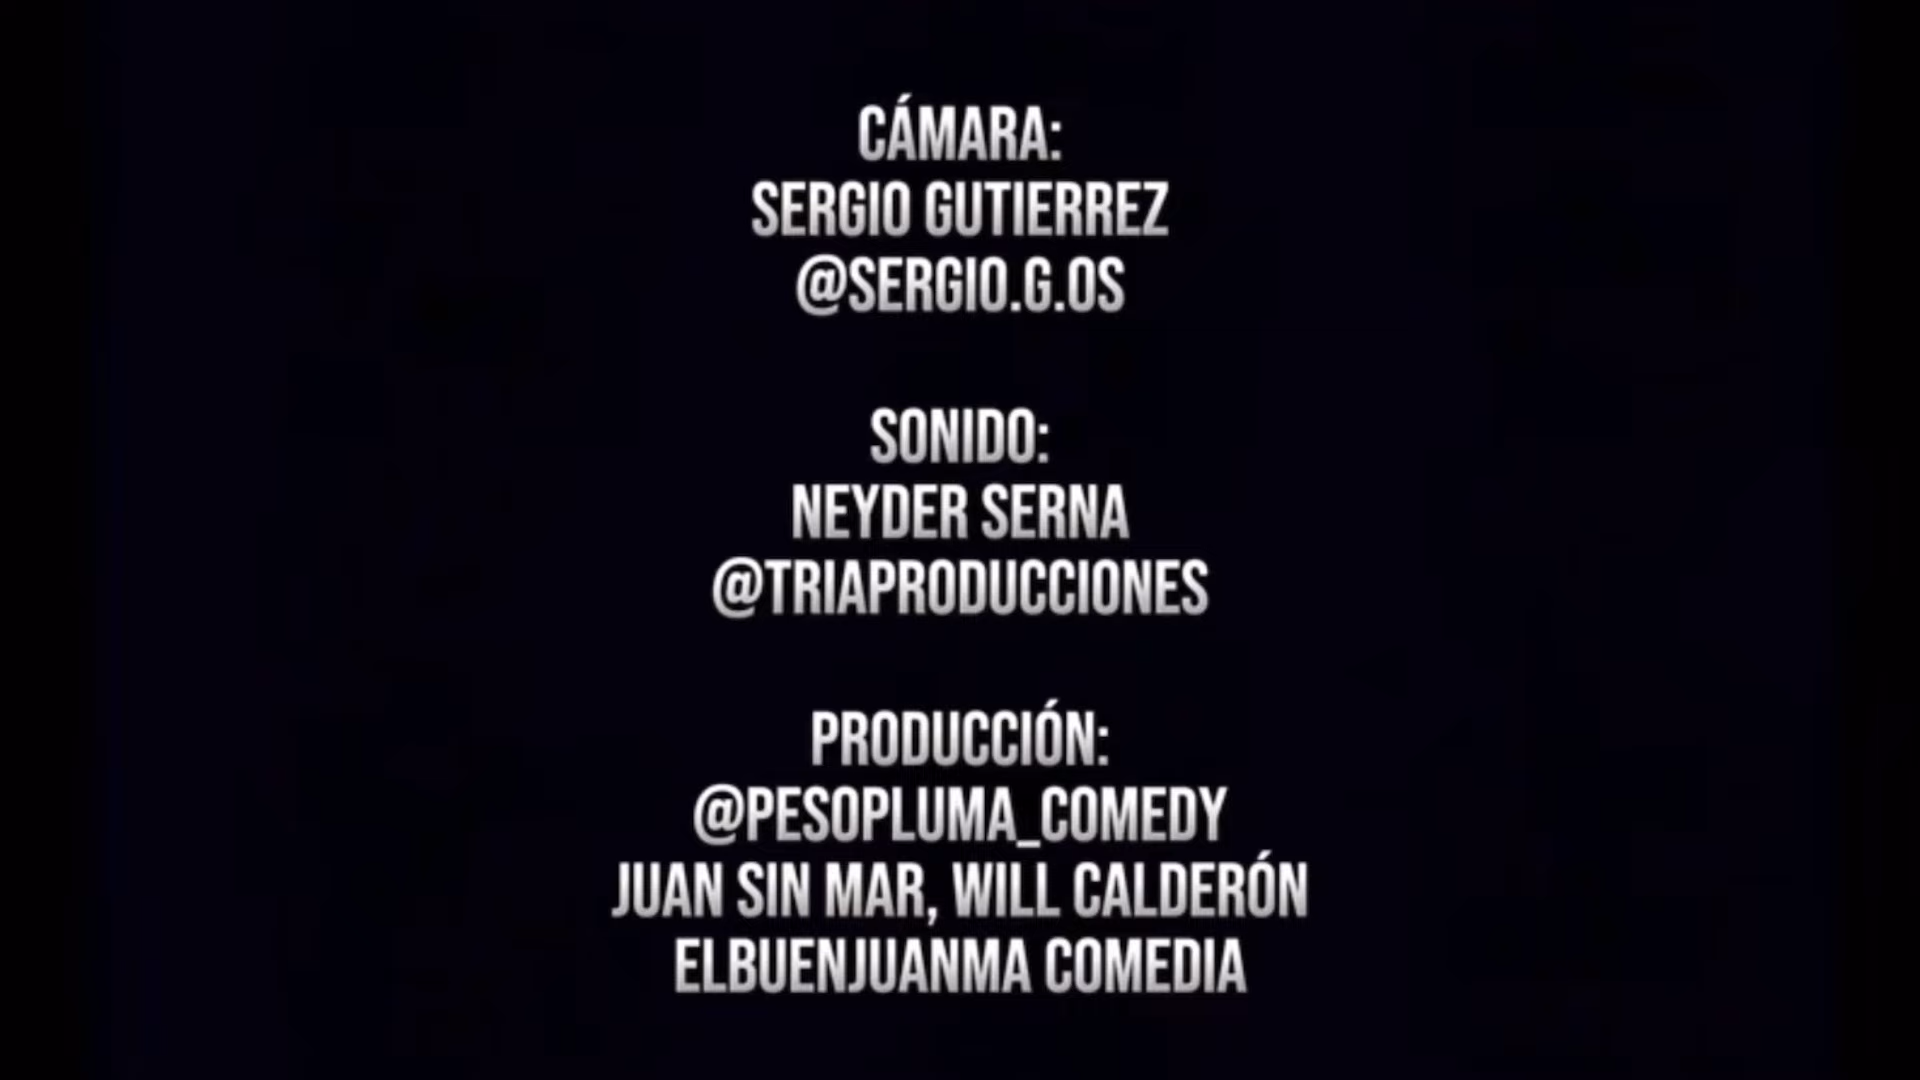 CÁMARA:
SERGIO GUTIERREZ
@SERGIO.G.OS
SONIDO:
NEYDER SERNA
@TRIAPRODUCCIONES
PRODUCCIÓN:
@PESOPLUMA_COMEDY
JUAN SIN MAR, WILL CALDERÓN
ELBUENJUANMA COMEDIA